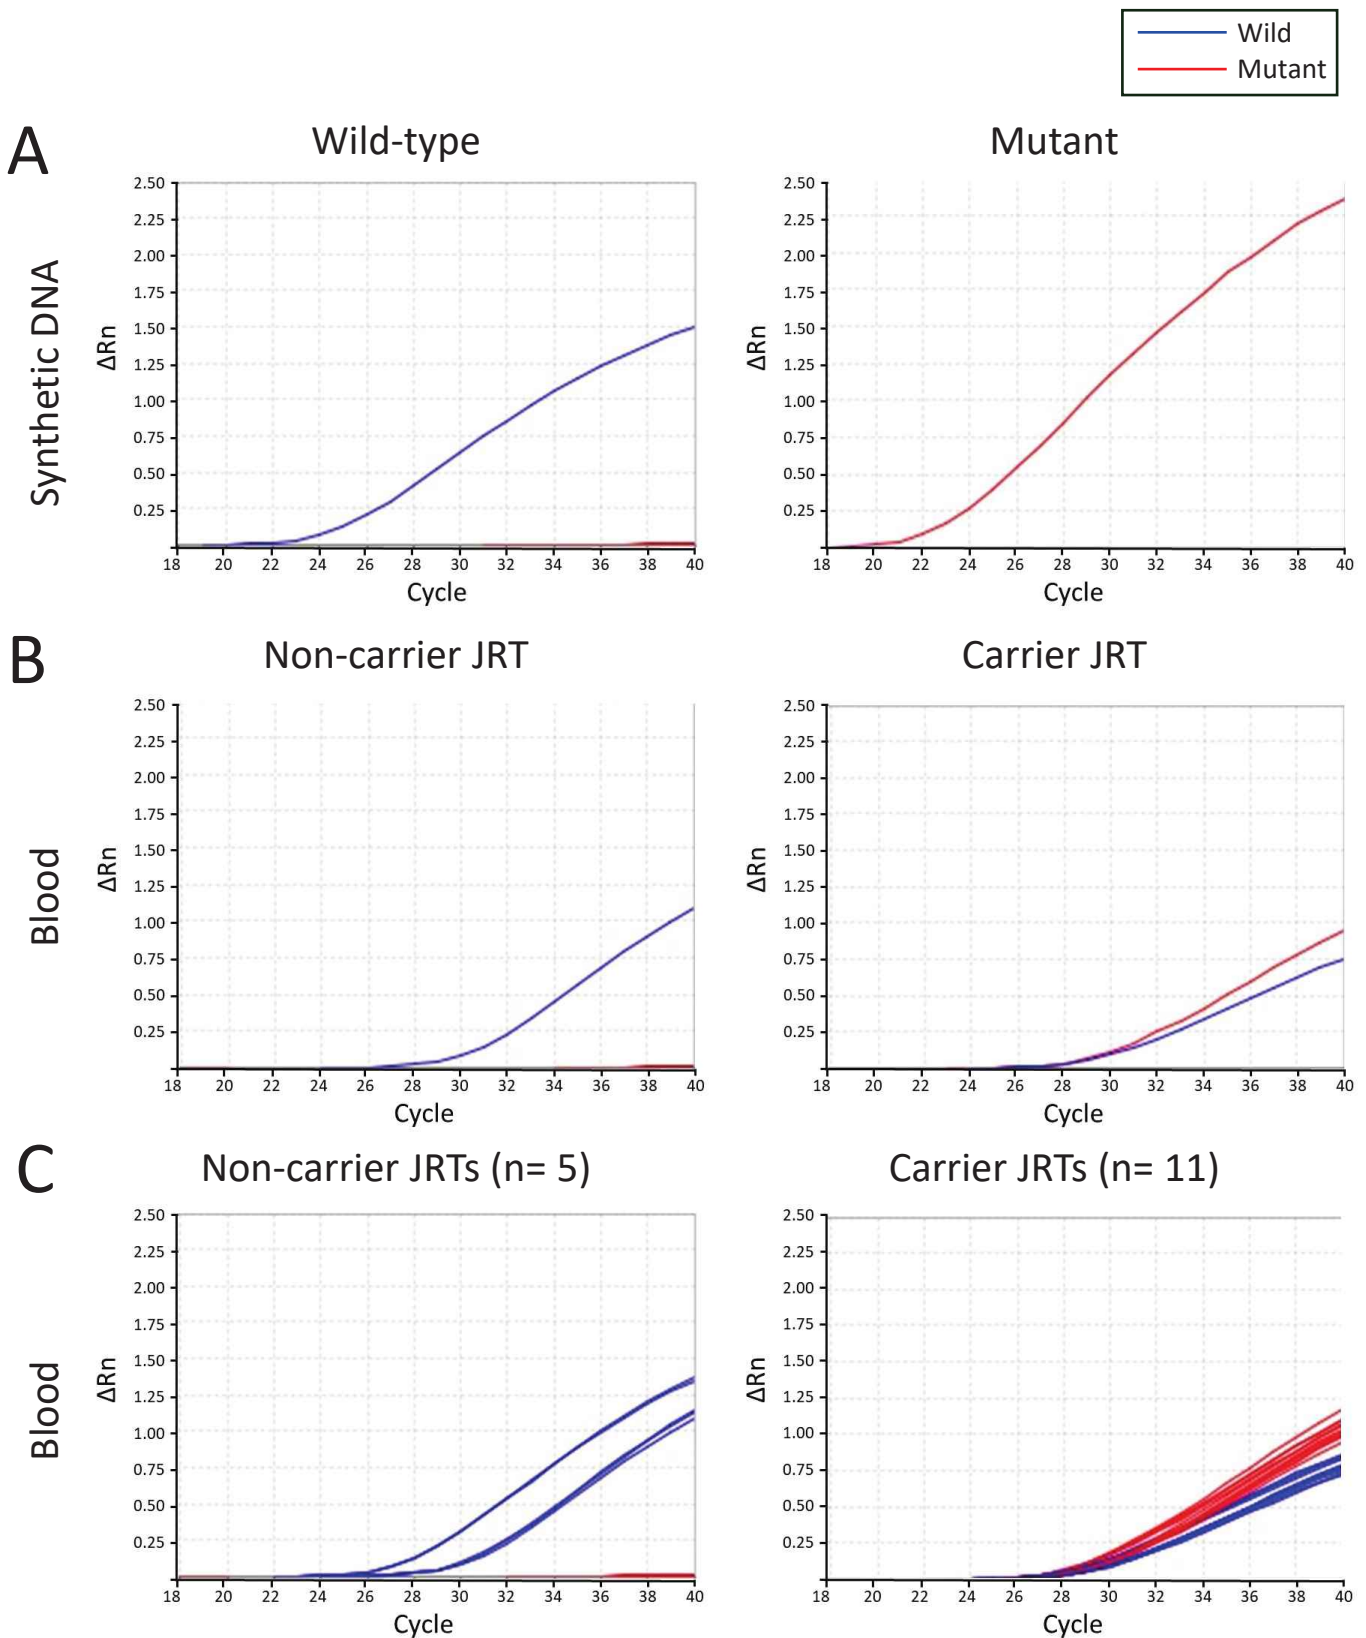 Wild
Mutant
A
Wild-type
Mutant
Synthetic DNA
ΔRn
2.50
2.25
2.00
1.75
1.50
1.25
1.00
0.75
0.50
0.25
18 20 22 24 26 28 30 32 34 36 38 40
Cycle
ΔRn
2.50
2.25
2.00
1.75
1.50
1.25
1.00
0.75
0.50
0.25
18 20 22 24 26 28 30 32 34 36 38 40
Cycle
B
Non-carrier JRT
Carrier JRT
Blood
ΔRn
2.50
2.25
2.00
1.75
1.50
1.25
1.00
0.75
0.50
0.25
18 20 22 24 26 28 30 32 34 36 38 40
Cycle
ΔRn
2.50
2.25
2.00
1.75
1.50
1.25
1.00
0.75
0.50
0.25
18 20 22 24 26 28 30 32 34 36 38 40
Cycle
C
Non-carrier JRTs (n= 5)
Carrier JRTs (n= 11)
Blood
ΔRn
2.50
2.25
2.00
1.75
1.50
1.25
1.00
0.75
0.50
0.25
18 20 22 24 26 28 30 32 34 36 38 40
Cycle
ΔRn
2.50
2.25
2.00
1.75
1.50
1.25
1.00
0.75
0.50
0.25
18 20 22 24 26 28 30 32 34 36 38 40
Cycle